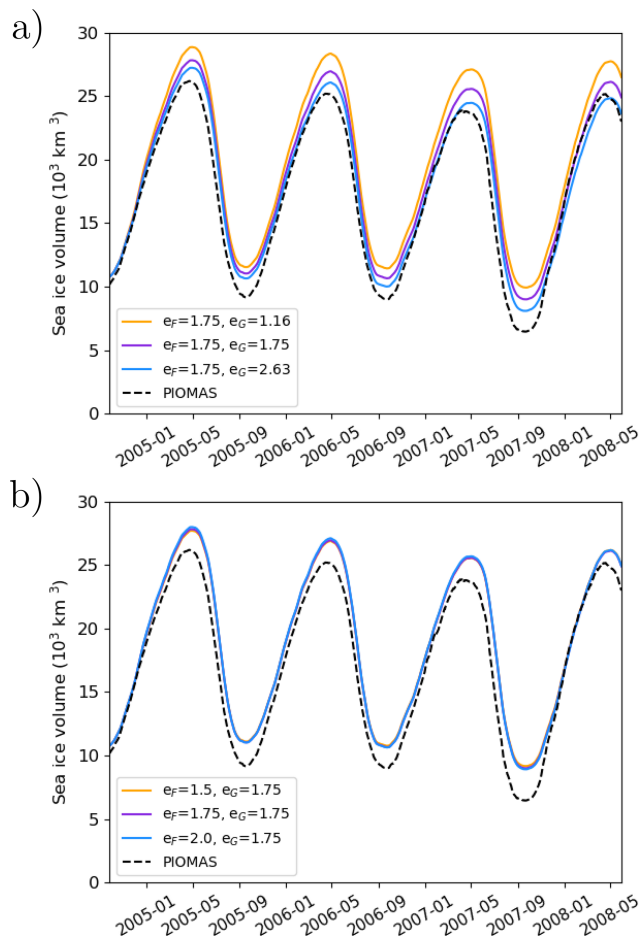 a)
30
25
20
15
10
5
0
Sea ice volume (10³ km³)
e_F=1.75, e_G=1.16
e_F=1.75, e_G=1.75
e_F=1.75, e_G=2.63
PIOMAS
2005-01 2005-05 2005-09 2006-01 2006-05 2006-09 2007-01 2007-05 2007-09 2008-01 2008-05
b)
30
25
20
15
10
5
0
Sea ice volume (10³ km³)
e_F=1.5, e_G=1.75
e_F=1.75, e_G=1.75
e_F=2.0, e_G=1.75
PIOMAS
2005-01 2005-05 2005-09 2006-01 2006-05 2006-09 2007-01 2007-05 2007-09 2008-01 2008-05